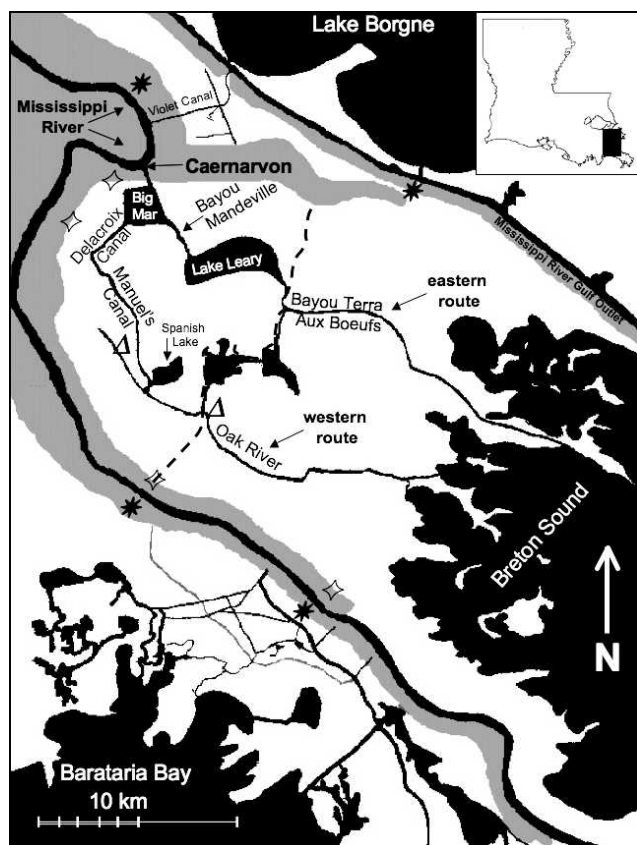 Lake Borgne
Mississippi
River
Violet Canal
Caernarvon
Big
Mar
Bayou
Mandeville
Delacroix
Canal
Lake Leary
Mississippi River Gulf Outlet
Manuel's
Canal
Bayou Terra
Aux Boeufs
eastern
route
Spanish
Lake
western
route
Oak River
Breton Sound
N
Barataria Bay
10 km